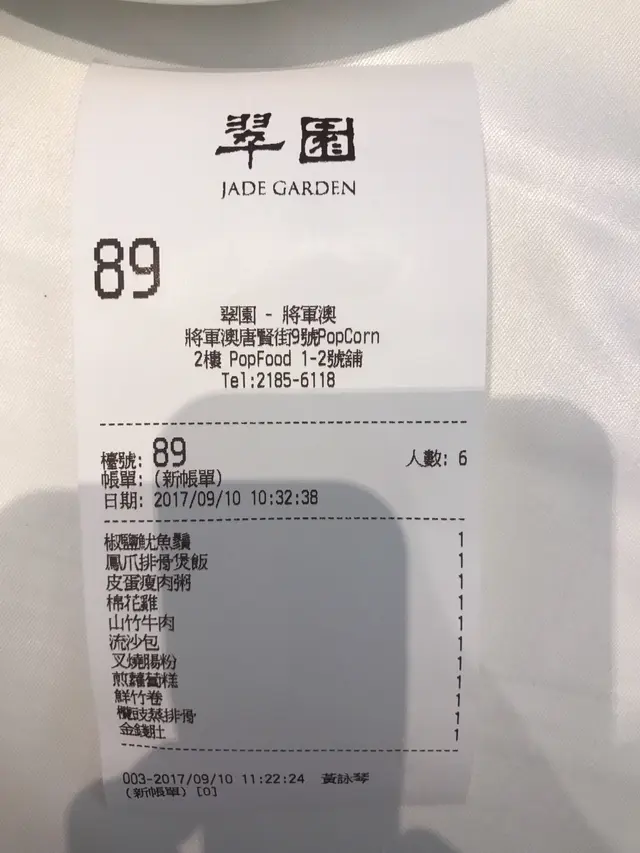 翠園
JADE GARDEN
89
翠園 - 將軍澳
將軍澳唐賢街9號PopCorn
2樓 PopFood 1-2號舖
Tel:2185-6118
檯號: 89 人數: 6
帳單: (新帳單)
日期: 2017/09/10 10:32:38
椒鹽魷魚鬚 1
鳳爪排骨煲飯 1
皮蛋瘦肉粥 1
棉花雞 1
山竹牛肉 1
流沙包 1
叉燒腸粉 1
煎蘿蔔糕 1
鮮竹卷 1
欖豉蒸排骨 1
金錢肚 1
003-2017/09/10 11:22:24 黃詠琴
(新帳單) [0]